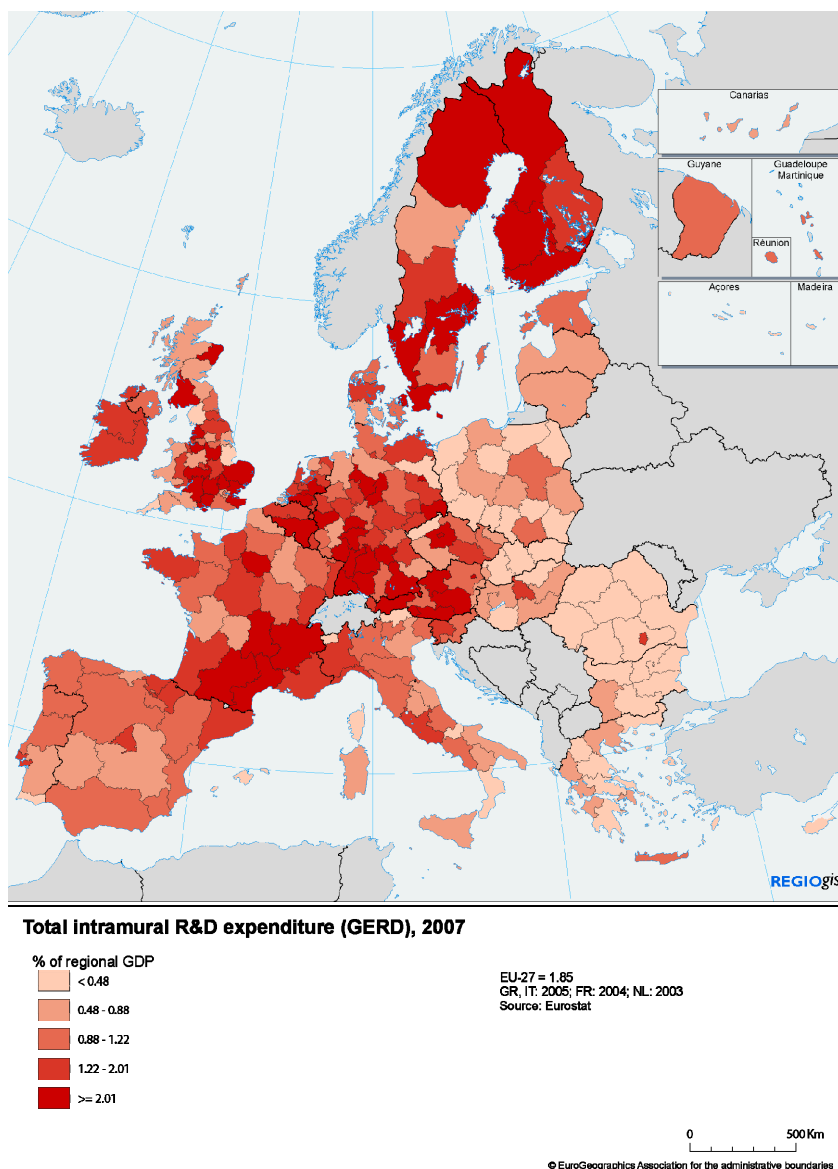 Canarias
Guyane
Guadeloupe
Martinique
Réunion
Açores
Madeira
REGIOgis
Total intramural R&D expenditure (GERD), 2007
% of regional GDP
< 0.48
0.48 - 0.88
0.88 - 1.22
1.22 - 2.01
>= 2.01
EU-27 = 1.85
GR, IT: 2005; FR: 2004; NL: 2003
Source: Eurostat
0 500 Km
© EuroGeographics Association for the administrative boundaries